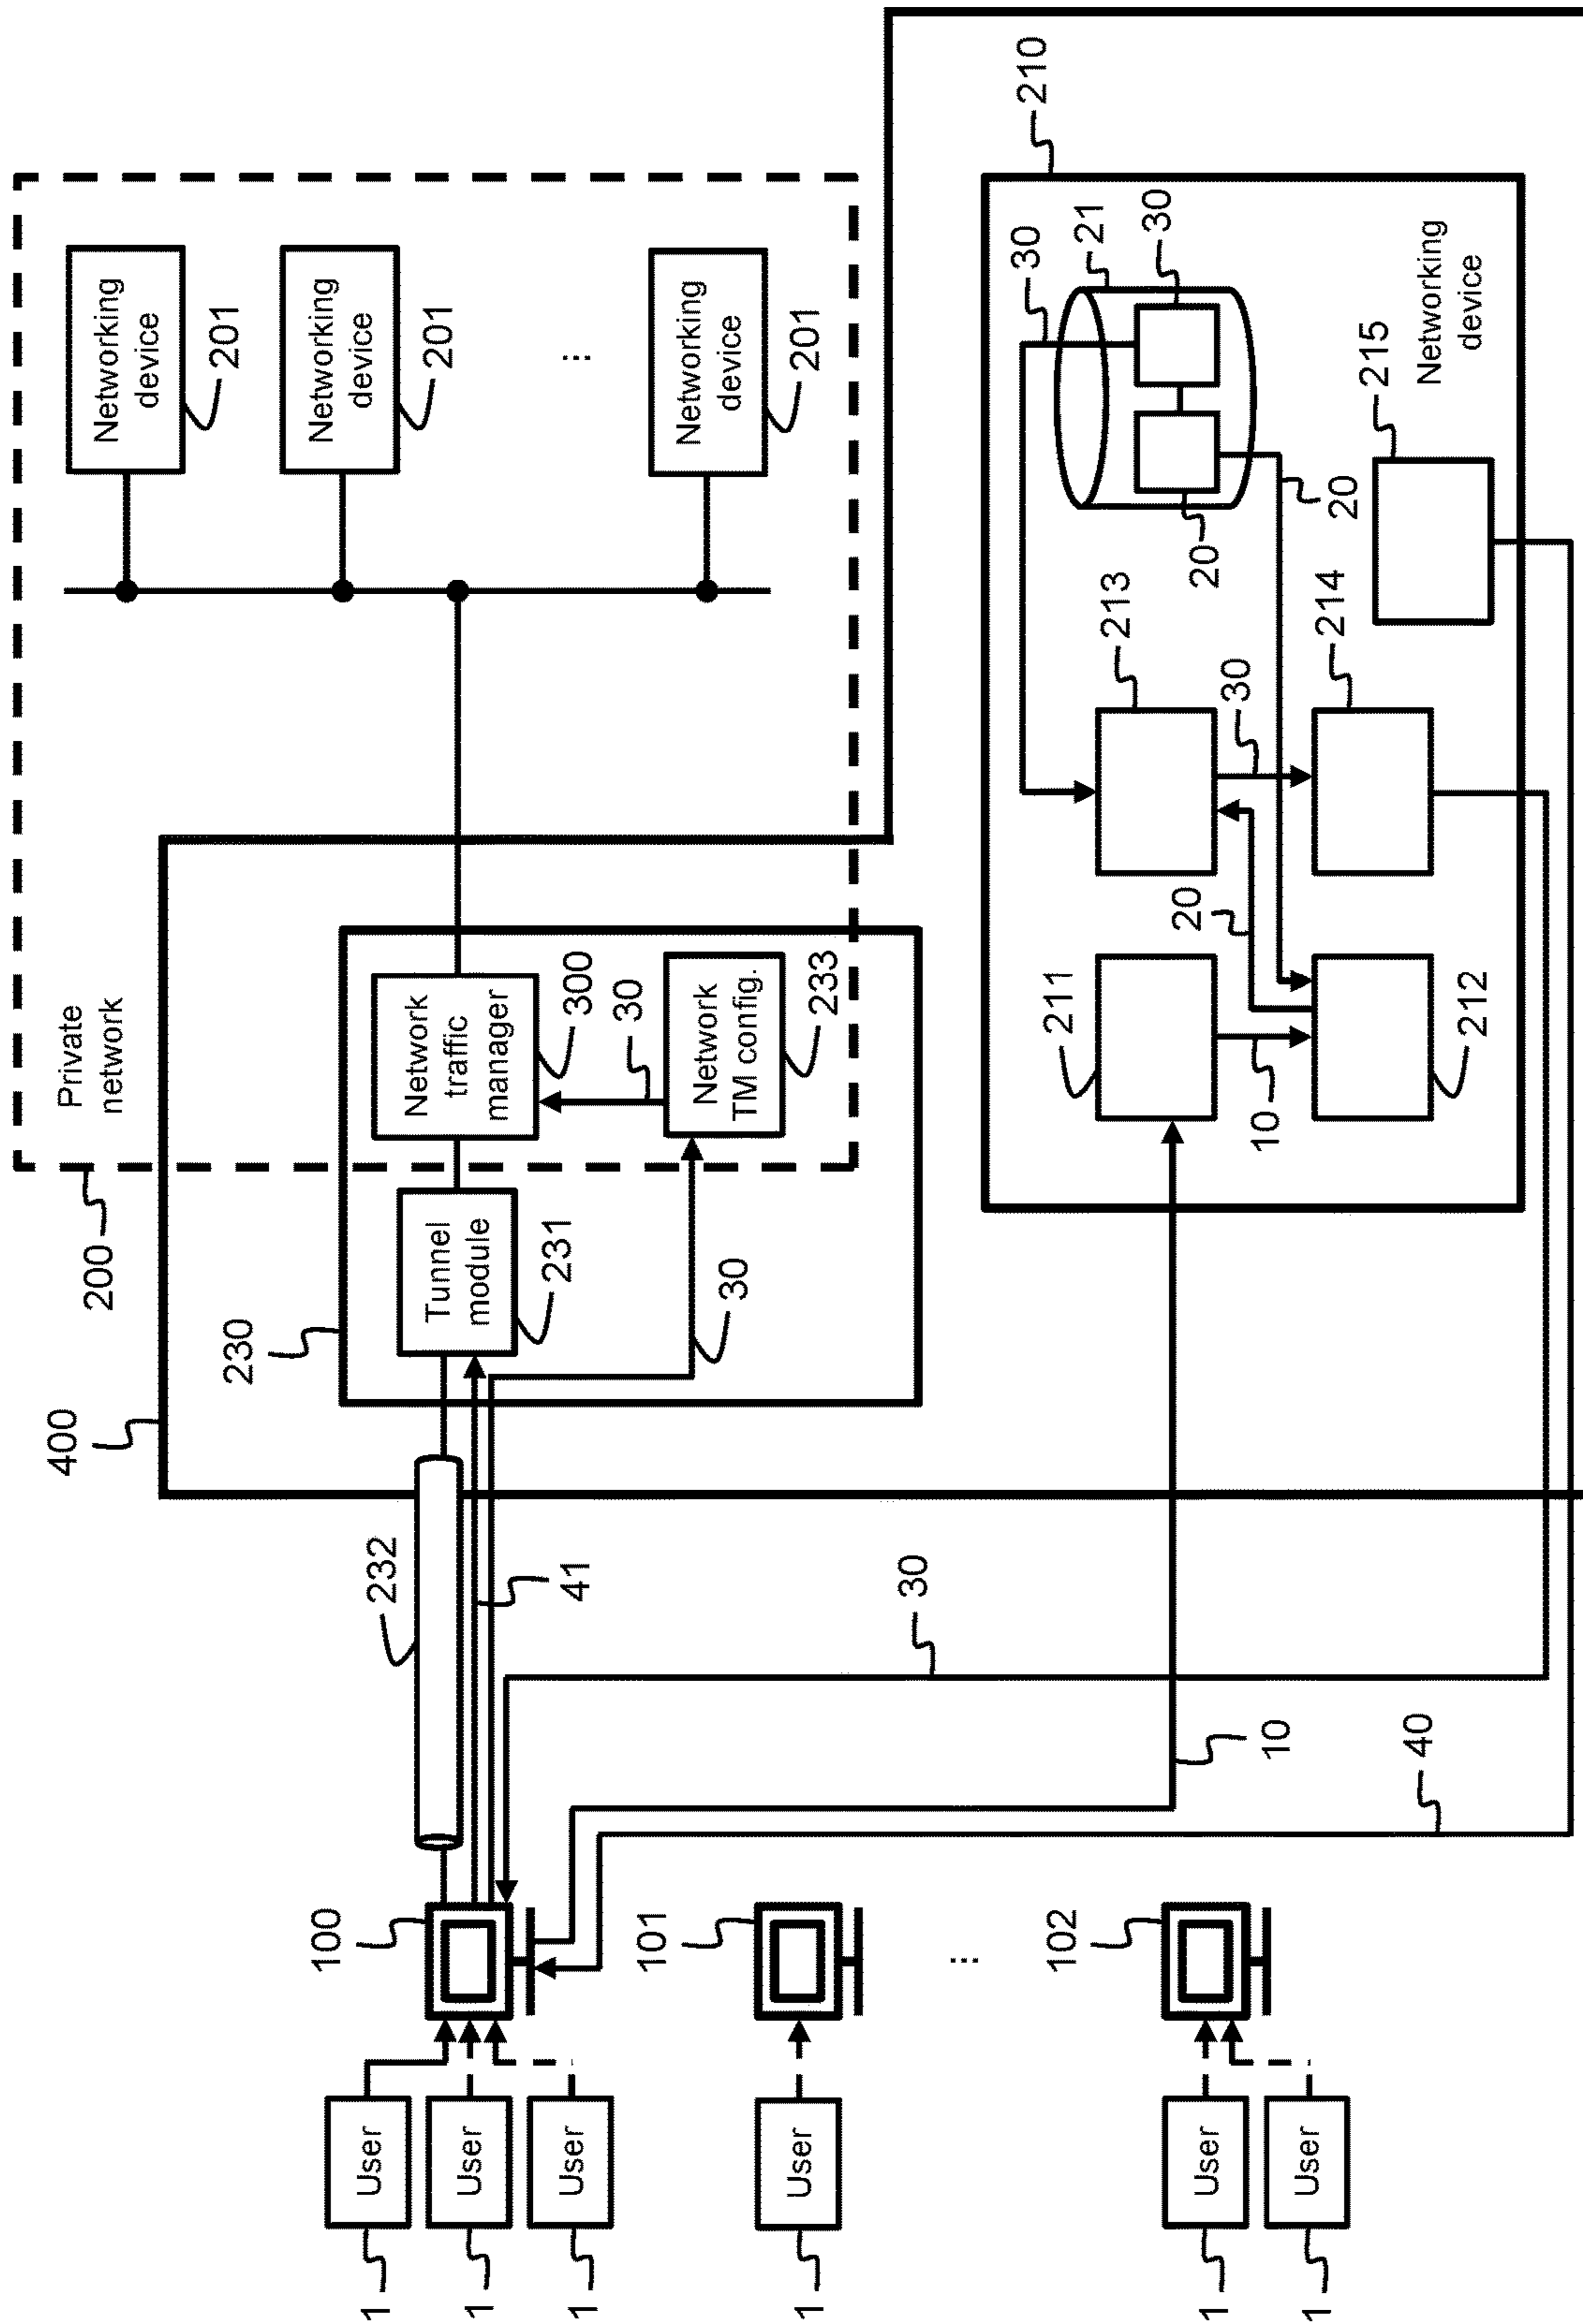 Private
network
200
400
230
Tunnel
module
231
232
41
30
Network
traffic
manager
300
30
Network
TM config.
233
Networking
device
201
Networking
device
201
...
Networking
device
201
User
1
User
1
User
1
100
User
1
101
...
User
1
User
1
102
30
10
40
210
211
10
212
20
213
30
214
30
21
30
20
20
215
Networking
device